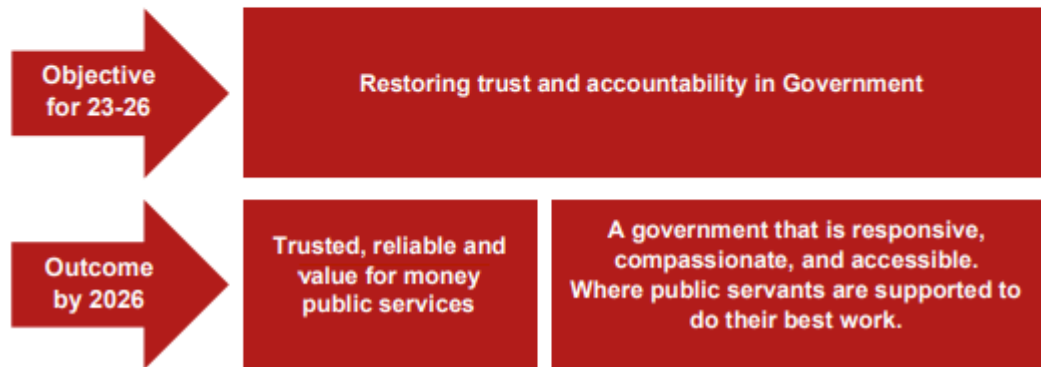 Objective
for 23-26
Restoring trust and accountability in Government
Outcome
by 2026
Trusted, reliable and
value for money
public services
A government that is responsive,
compassionate, and accessible.
Where public servants are supported to
do their best work.